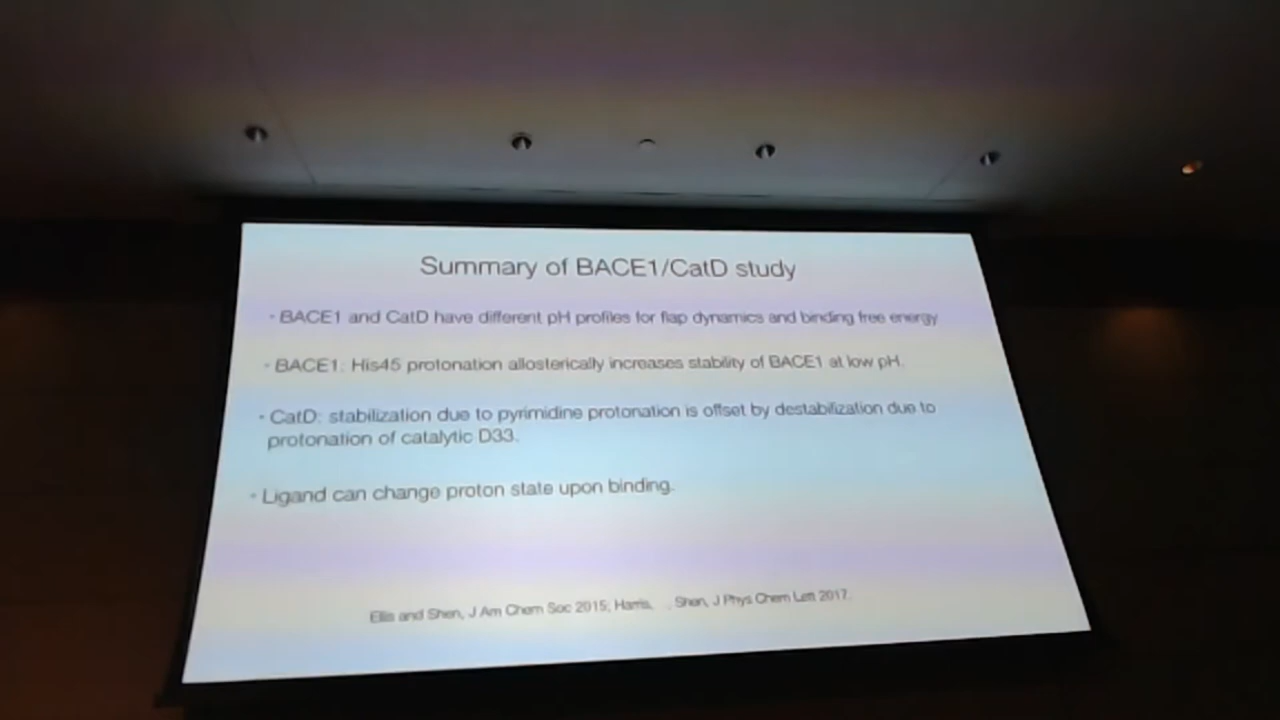 Summary of BACE1/CatD study
• BACE1 and CatD have different pH profiles for flap dynamics and binding free energy
• BACE1: His45 protonation allosterically increases stability of BACE1 at low pH.
• CatD: stabilization due to pyrimidine protonation is offset by destabilization due to
protonation of catalytic D33.
• Ligand can change proton state upon binding.
Ellis and Shen, J Am Chem Soc 2015; Harris, ... Shen, J Phys Chem Lett 2017.